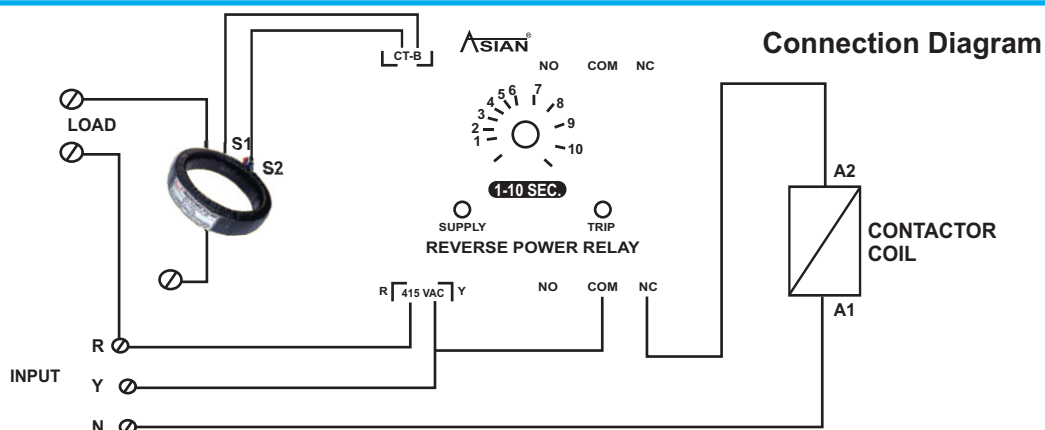 Connection Diagram
CT-B
ASIAN®
NO COM NC
LOAD
S1
S2
1 2 3 4 5 6 7 8 9 10
1-10 SEC.
SUPPLY TRIP
REVERSE POWER RELAY
A2
CONTACTOR
COIL
A1
R 415 VAC Y
NO COM NC
INPUT
R
Y
N